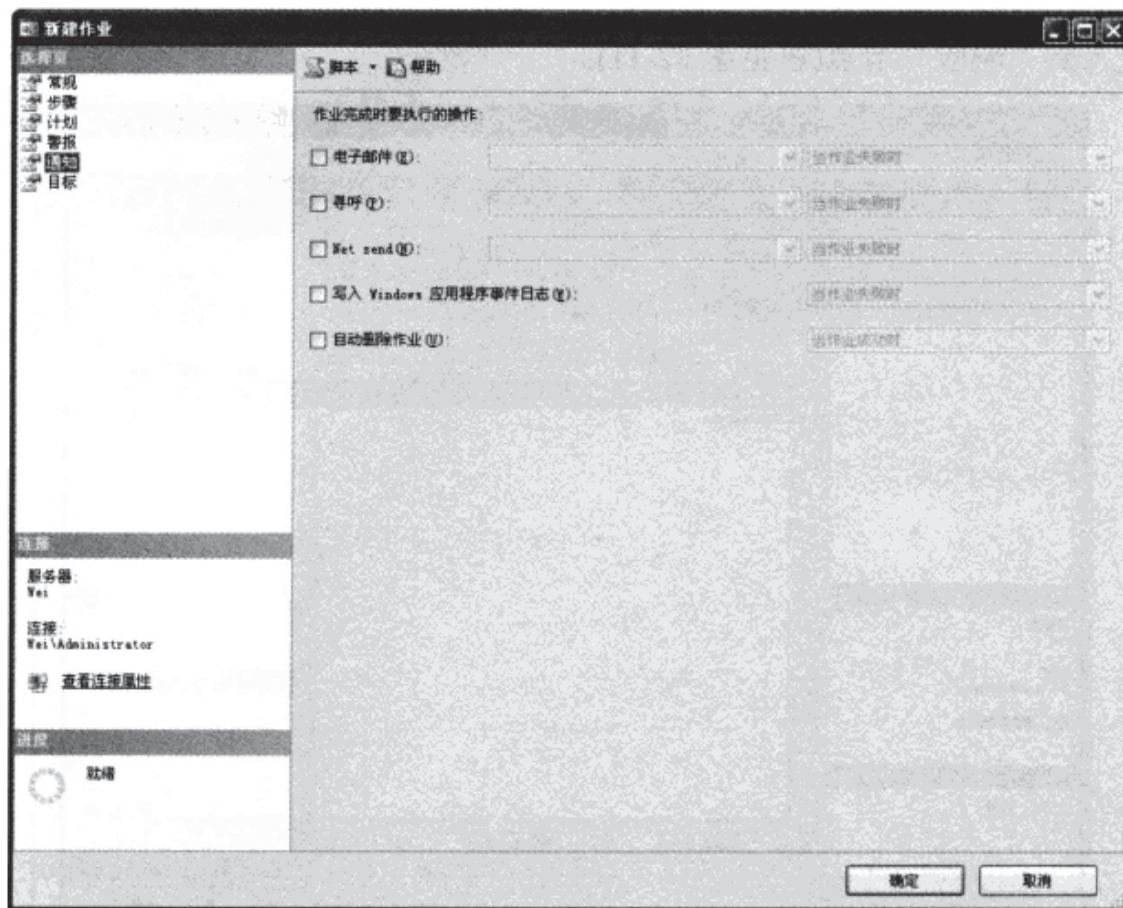 新建作业
选择页
常规
步骤
计划
警报
通知
目标
脚本 帮助
作业完成时要执行的操作:
电子邮件(E): 当作业失败时
寻呼(P): 当作业失败时
Net send(N): 当作业失败时
写入 Windows 应用程序事件日志(W): 当作业失败时
自动删除作业(U): 当作业成功时
连接
服务器:
Wei
连接:
Wei\Administrator
查看连接属性
进度
就绪
确定 取消